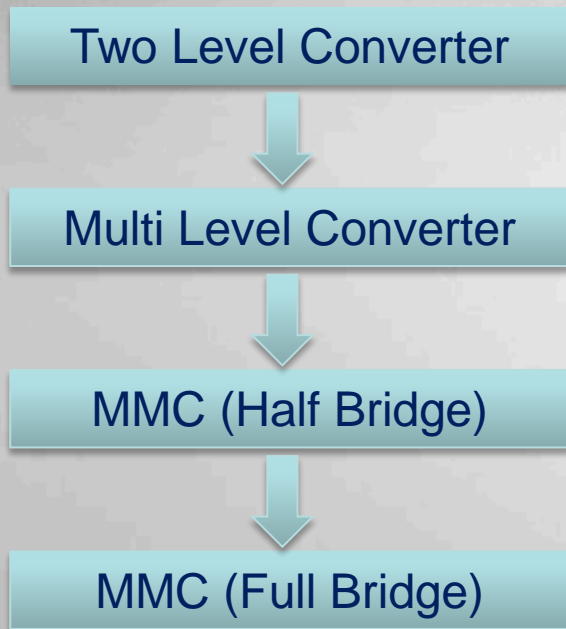 Two Level Converter
Multi Level Converter
MMC (Half Bridge)
MMC (Full Bridge)